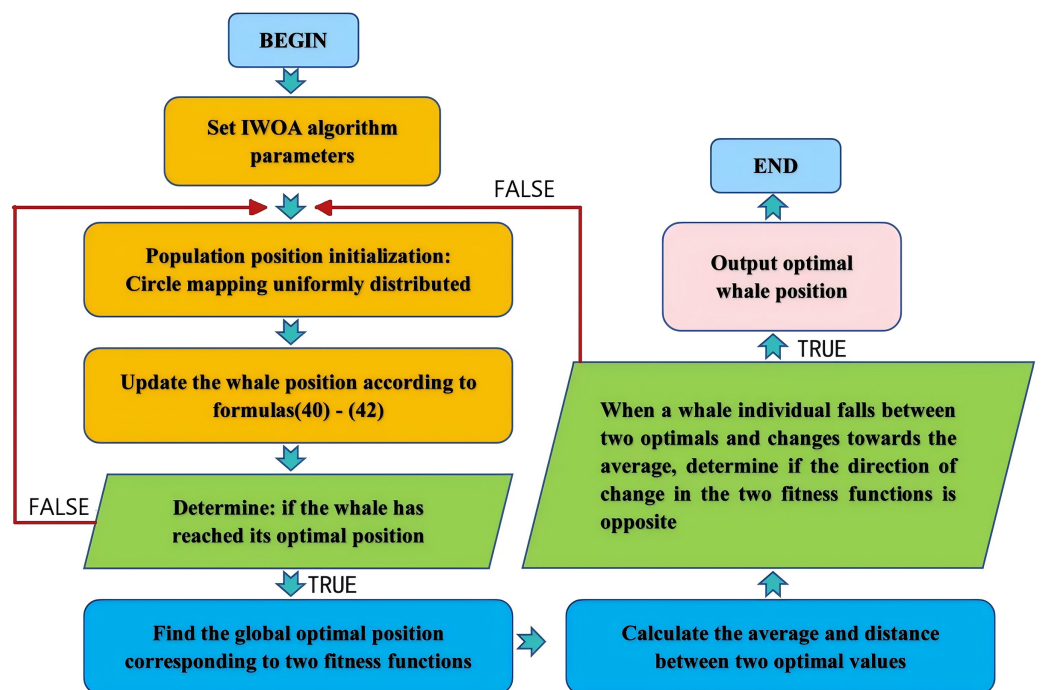 BEGIN
Set IWOA algorithm
parameters
FALSE
Population position initialization:
Circle mapping uniformly distributed
Update the whale position according to
formulas(40) - (42)
FALSE
Determine: if the whale has
reached its optimal position
TRUE
Find the global optimal position
corresponding to two fitness functions
Calculate the average and distance
between two optimal values
When a whale individual falls between
two optimals and changes towards the
average, determine if the direction of
change in the two fitness functions is
opposite
TRUE
Output optimal
whale position
END